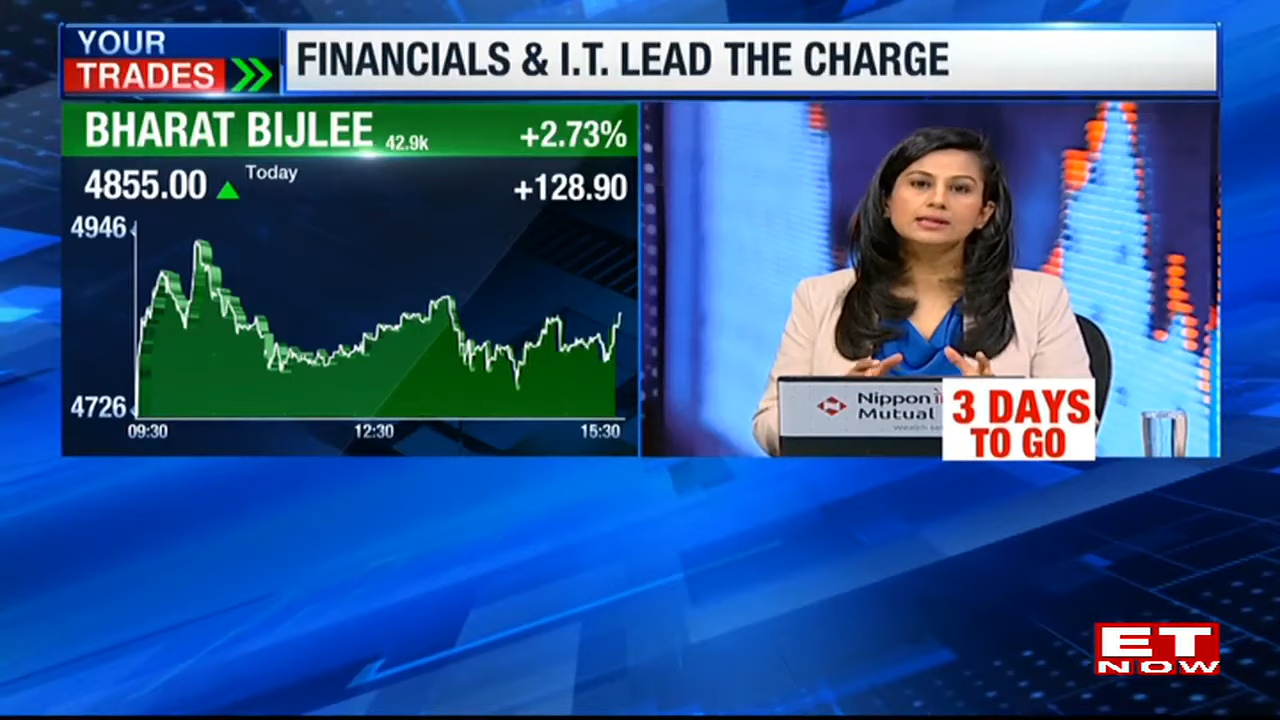 YOUR
TRADES
FINANCIALS & I.T. LEAD THE CHARGE
BHARAT BIJLEE 42.9k +2.73%
4855.00 Today +128.90
4946
4726
09:30 12:30 15:30
Nippon
Mutual
3 DAYS
TO GO
ET
NOW